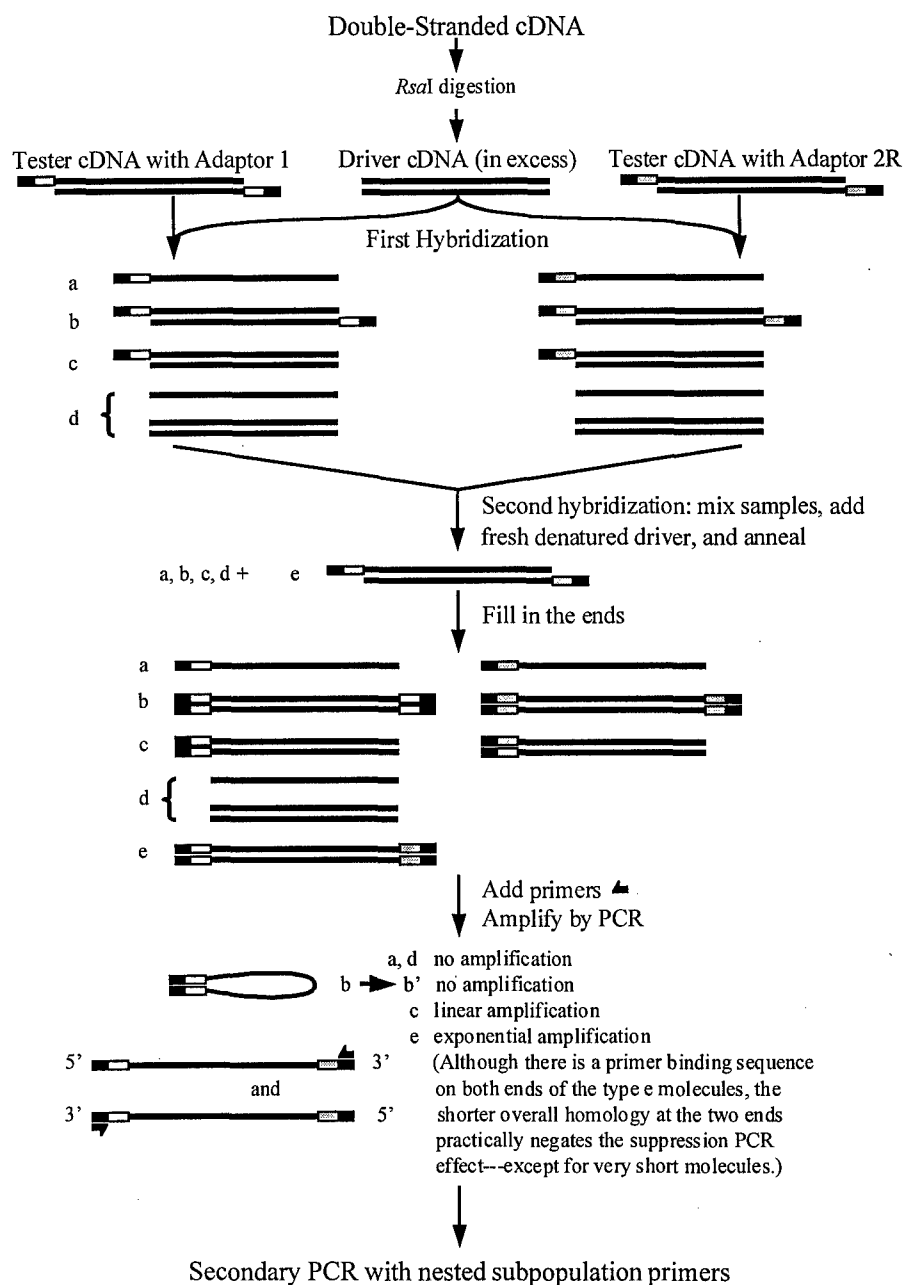 Double-Stranded cDNA
RsaI digestion
Tester cDNA with Adaptor 1
Driver cDNA (in excess)
Tester cDNA with Adaptor 2R
First Hybridization
a
b
c
d {
Second hybridization: mix samples, add
fresh denatured driver, and anneal
a, b, c, d + e
Fill in the ends
a
b
c
d {
e
Add primers
Amplify by PCR
a, d no amplification
b b' no amplification
c linear amplification
e exponential amplification
5' 3' (Although there is a primer binding sequence
on both ends of the type e molecules, the
and
3' 5' shorter overall homology at the two ends
practically negates the suppression PCR
effect---except for very short molecules.)
Secondary PCR with nested subpopulation primers